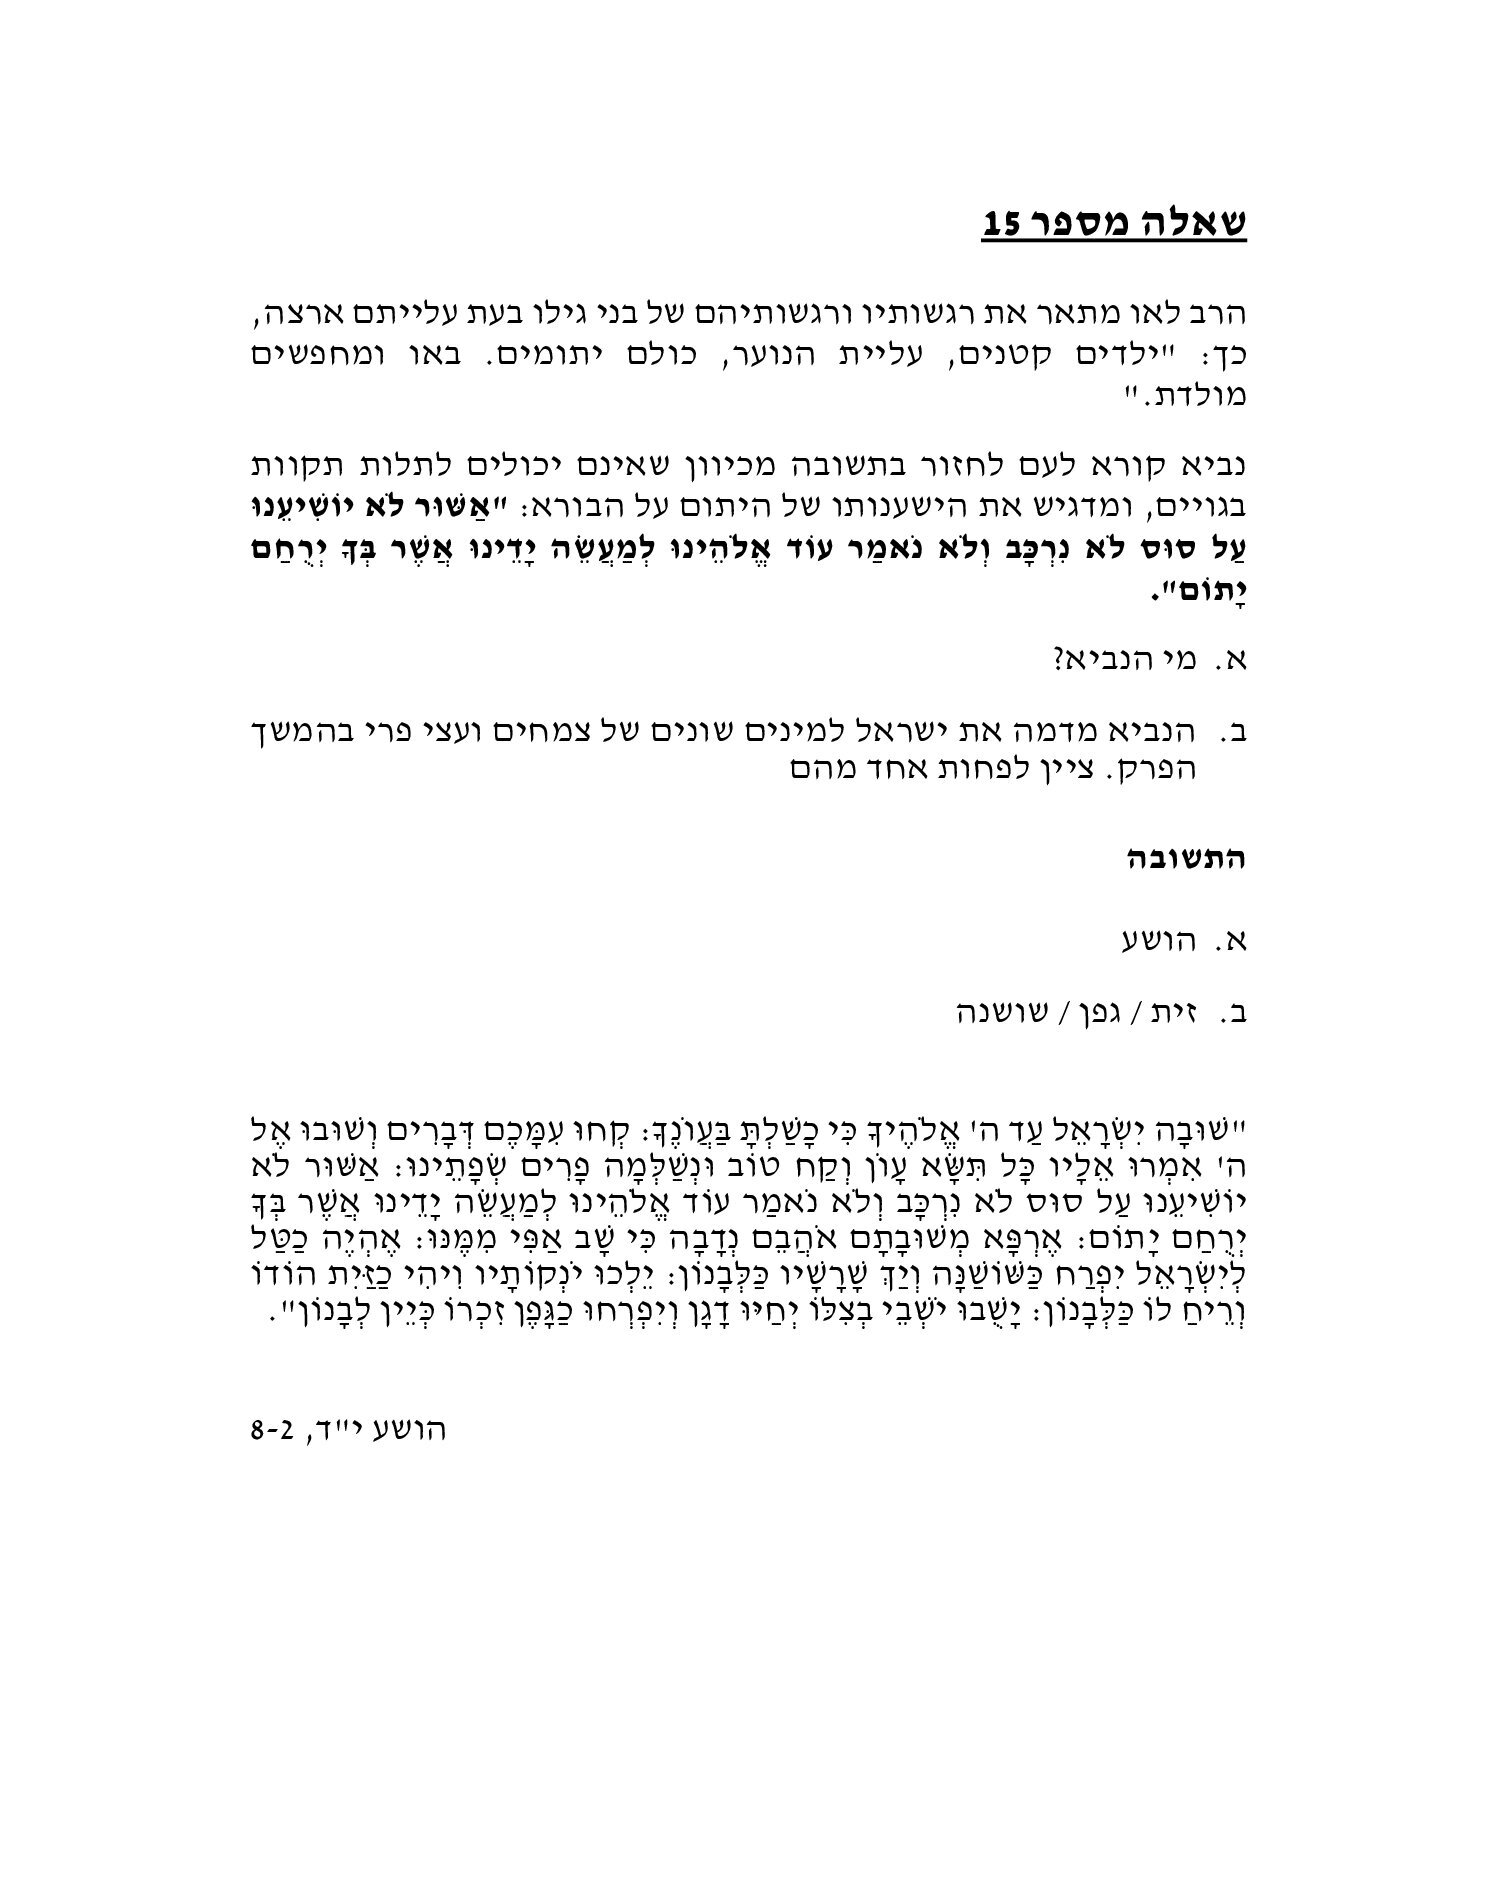 שאלה מספר 15
הרב לאו מתאר את רגשותיו ורגשותיהם של בני גילו בעת עלייתם ארצה,
כך: "ילדים קטנים, עליית הנוער, כולם יתומים. באו ומחפשים
מולדת."
נביא קורא לעם לחזור בתשובה מכיוון שאינם יכולים לתלות תקוות
בגויים, ומדגיש את הישענותו של היתום על הבורא: "אַשּׁוּר לֹא יוֹשִׁיעֵנוּ
עַל סוּס לֹא נִרְכָּב וְלֹא נֹאמַר עוֹד אֱלֹהֵינוּ לְמַעֲשֵׂה יָדֵינוּ אֲשֶׁר בְּךָ יְרֻחַם
יָתוֹם".
א. מי הנביא?
ב. הנביא מדמה את ישראל למינים שונים של צמחים ועצי פרי בהמשך
הפרק. ציין לפחות אחד מהם
התשובה
א. הושע
ב. זית / גפן / שושנה
"שׁוּבָה יִשְׂרָאֵל עַד ה' אֱלֹהֶיךָ כִּי כָשַׁלְתָּ בַּעֲוֹנֶךָ: קְחוּ עִמָּכֶם דְּבָרִים וְשׁוּבוּ אֶל
ה' אִמְרוּ אֵלָיו כָּל תִּשָּׂא עָוֹן וְקַח טוֹב וּנְשַׁלְּמָה פָרִים שְׂפָתֵינוּ: אַשּׁוּר לֹא
יוֹשִׁיעֵנוּ עַל סוּס לֹא נִרְכָּב וְלֹא נֹאמַר עוֹד אֱלֹהֵינוּ לְמַעֲשֵׂה יָדֵינוּ אֲשֶׁר בְּךָ
יְרֻחַם יָתוֹם: אֶרְפָּא מְשׁוּבָתָם אֹהֲבֵם נְדָבָה כִּי שָׁב אַפִּי מִמֶּנּוּ: אֶהְיֶה כַטַּל
לְיִשְׂרָאֵל יִפְרַח כַּשּׁוֹשַׁנָּה וְיַךְ שָׁרָשָׁיו כַּלְּבָנוֹן: יֵלְכוּ יֹנְקוֹתָיו וִיהִי כַזַּיִת הוֹדוֹ
וְרֵיחַ לוֹ כַּלְּבָנוֹן: יָשֻׁבוּ יֹשְׁבֵי בְצִלּוֹ יְחַיּוּ דָגָן וְיִפְרְחוּ כַגָּפֶן זִכְרוֹ כְּיֵין לְבָנוֹן".
הושע י"ד, 8-2